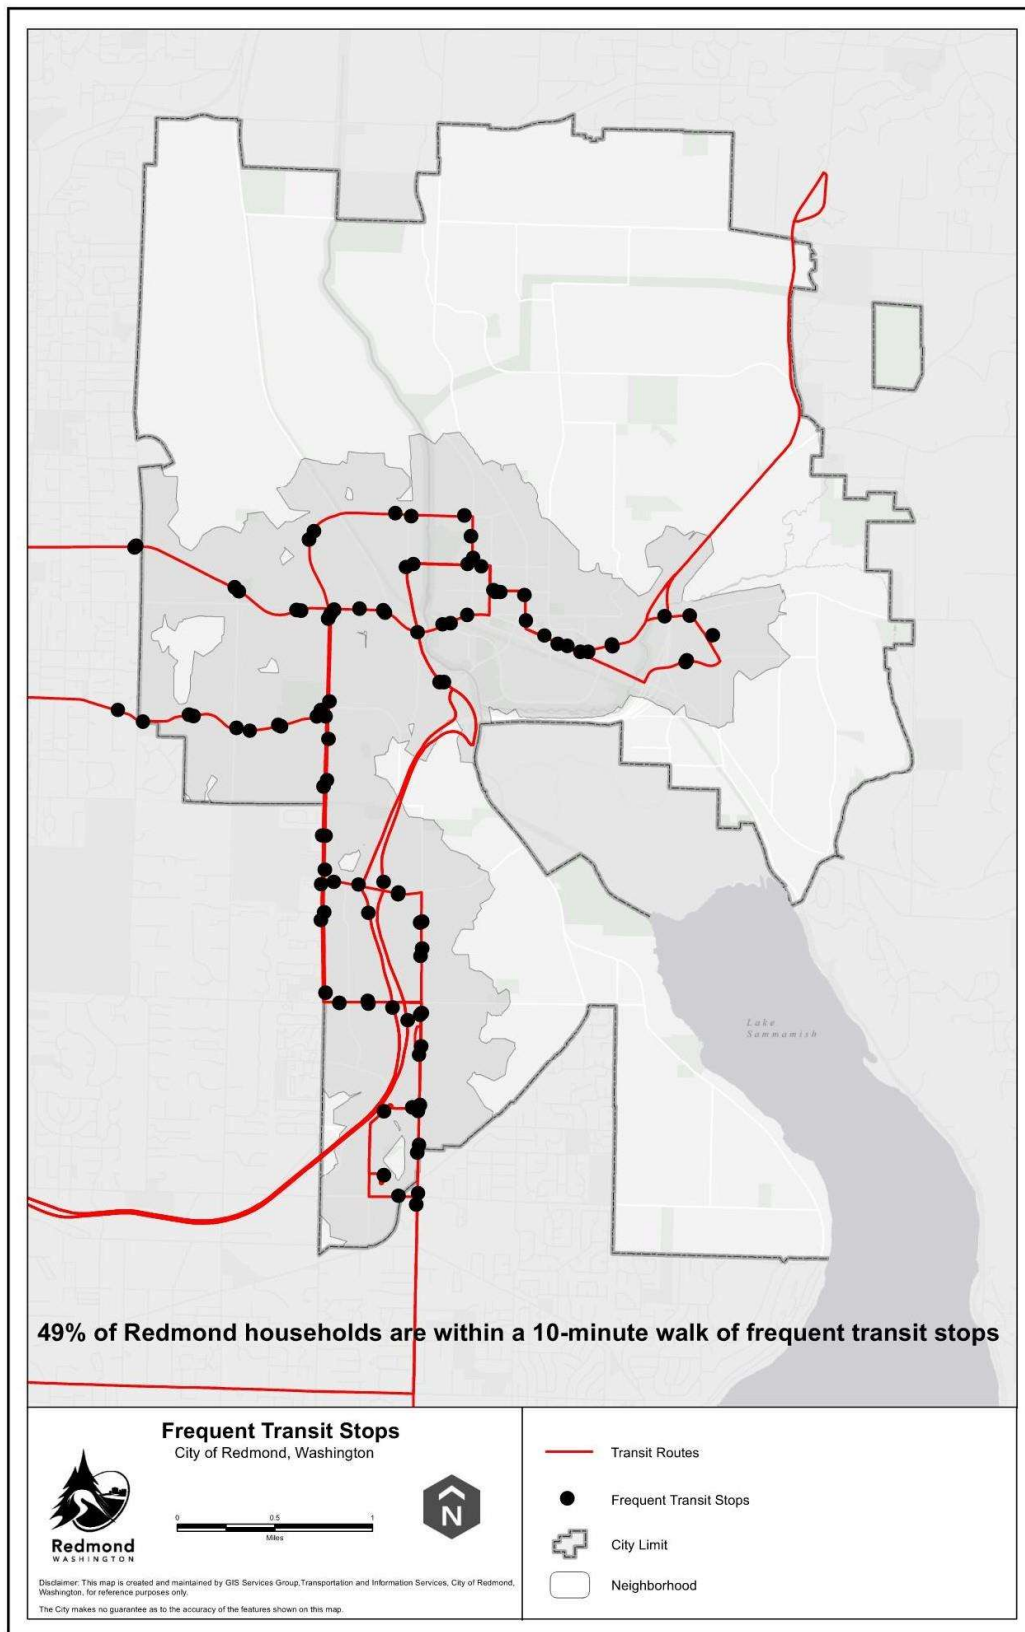 Lake
Sammamish
49% of Redmond households are within a 10-minute walk of frequent transit stops
Frequent Transit Stops
City of Redmond, Washington
Redmond
WASHINGTON
0 0.5 1
Miles
N
Disclaimer: This map is created and maintained by GIS Services Group,Transportation and Information Services, City of Redmond,
Washington, for reference purposes only.
The City makes no guarantee as to the accuracy of the features shown on this map.
Transit Routes
Frequent Transit Stops
City Limit
Neighborhood